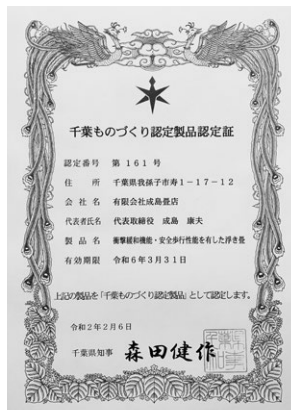 千葉ものづくり認定製品認定証
認定番号 第 161 号
住 所 千葉県我孫子市寿1-17-12
会 社 名 有限会社成島畳店
代表者氏名 代表取締役 成島 康夫
製 品 名 衝撃緩和機能・安全歩行性能を有した浮き畳
有効期限 令和6年3月31日
上記の製品を「千葉ものづくり認定製品」として認定します。
令和2年2月6日
千葉県知事 森田健作